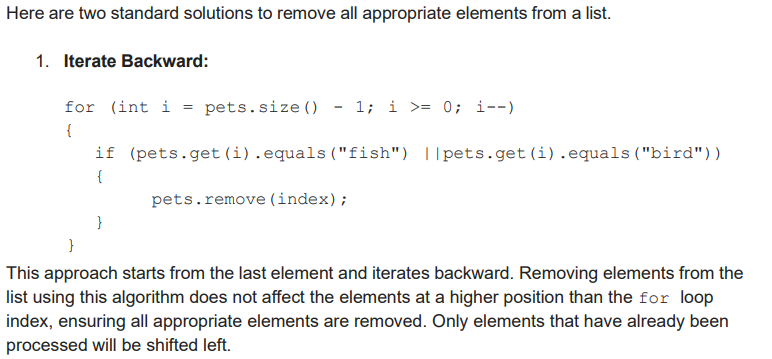 Here are two standard solutions to remove all appropriate elements from a list.
1. Iterate Backward:
for (int i = pets.size() - 1; i >= 0; i--)
{
if (pets.get(i).equals("fish") ||pets.get(i).equals("bird"))
{
pets.remove(index);
}
}
This approach starts from the last element and iterates backward. Removing elements from the
list using this algorithm does not affect the elements at a higher position than the for loop
index, ensuring all appropriate elements are removed. Only elements that have already been
processed will be shifted left.